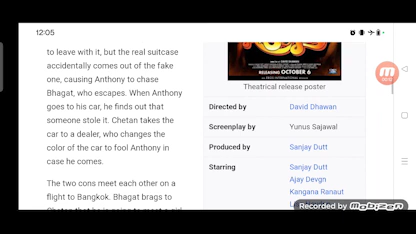 12:05
to leave with it, but the real suitcase
accidentally comes out of the fake
one, causing Anthony to chase
Bhagat, who escapes. When Anthony
goes to his car, he finds out that
someone stole it. Chetan takes the
car to a dealer, who changes the
color of the car to fool Anthony in
case he comes.
The two cons meet each other on a
flight to Bangkok. Bhagat brags to
RELEASING OCTOBER 6
Theatrical release poster
Directed by David Dhawan
Screenplay by Yunus Sajawal
Produced by Sanjay Dutt
Starring Sanjay Dutt
Ajay Devgn
Kangana Ranaut
Recorded by MOBIZEN